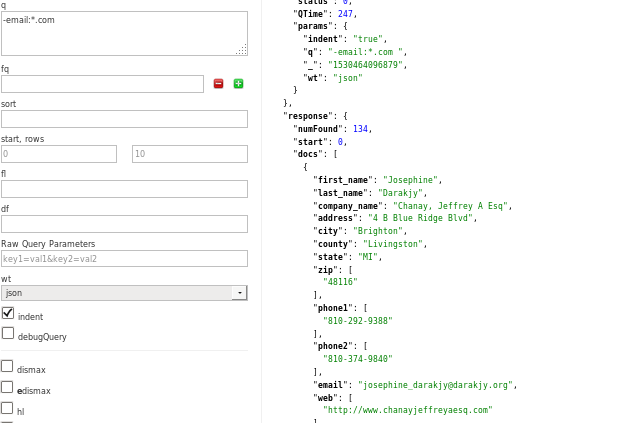 q
-email:*.com
fq
sort
start, rows
0
10
fl
df
Raw Query Parameters
key1=val1&key2=val2
wt
json
indent
debugQuery
dismax
edismax
hl
"status": 0,
"QTime": 247,
"params": {
"indent": "true",
"q": "-email:*.com ",
"_": "1530464096879",
"wt": "json"
}
},
"response": {
"numFound": 134,
"start": 0,
"docs": [
{
"first_name": "Josephine",
"last_name": "Darakjy",
"company_name": "Chanay, Jeffrey A Esq",
"address": "4 B Blue Ridge Blvd",
"city": "Brighton",
"county": "Livingston",
"state": "MI",
"zip": [
"48116"
],
"phone1": [
"810-292-9388"
],
"phone2": [
"810-374-9840"
],
"email": "josephine_darakjy@darakjy.org",
"web": [
"http://www.chanayjeffreyaesq.com"
],